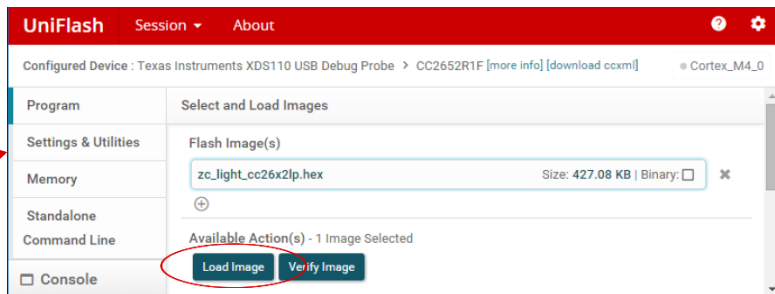 UniFlash Session About
Configured Device : Texas Instruments XDS110 USB Debug Probe > CC2652R1F [more info] [download ccxml] Cortex_M4_0
Program
Select and Load Images
Settings & Utilities
Flash Image(s)
zc_light_cc26x2lp.hex Size: 427.08 KB | Binary:
Memory
Standalone
Command Line
Available Action(s) - 1 Image Selected
Load Image Verify Image
Console